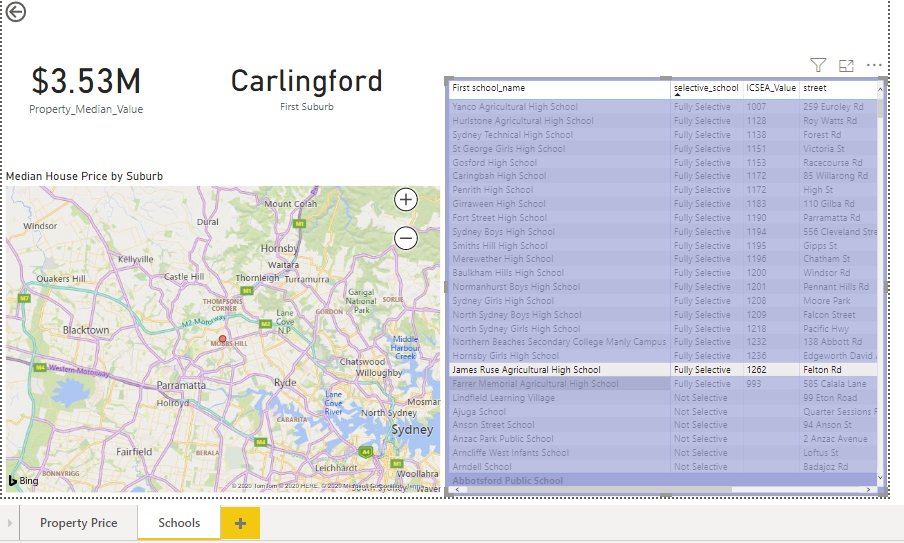 $3.53M
Property_Median_Value
Carlingford
First Suburb
Median House Price by Suburb
Mount Colah
Windsor
Dural
M1
Hornsby
Kellyville
Waitara
Quakers Hill
Castle Hill
Thornleigh Turramurra
M7
THOMPSONS CORNER
M1
Garigal National Park
SORLIE
Lane Cove N.P.
GORDON
M2 Motorway
M2
Blacktown
MOBBS HILL
Middle Harbour Creek
Chatswood
M4
Western Motorway
Willoughby
Parramatta
Ryde
Lane Cove River
Mosman
Holroyd
North Sydney
CABARITA
Sydney
M4
Fairfield
BERALA
A4
Leichhardt
M1
BONNYRIGG
Woollahra
Bing
© 2020 TomTom © 2020 HERE, © 2020 Microsoft Corporation
First school_name selective_school ICSEA_Value street
Yanco Agricultural High School Fully Selective 1007 259 Euroley Rd
Hurlstone Agricultural High School Fully Selective 1128 Roy Watts Rd
Sydney Technical High School Fully Selective 1138 Forest Rd
St George Girls High School Fully Selective 1151 Victoria St
Gosford High School Fully Selective 1153 Racecourse Rd
Caringbah High School Fully Selective 1172 85 Willarong Rd
Penrith High School Fully Selective 1172 High St
Girraween High School Fully Selective 1183 110 Gilba Rd
Fort Street High School Fully Selective 1190 Parramatta Rd
Sydney Boys High School Fully Selective 1194 556 Cleveland Stre
Smiths Hill High School Fully Selective 1195 Gipps St
Merewether High School Fully Selective 1196 Chatham St
Baulkham Hills High School Fully Selective 1200 Windsor Rd
Normanhurst Boys High School Fully Selective 1201 Pennant Hills Rd
Sydney Girls High School Fully Selective 1208 Moore Park
North Sydney Boys High School Fully Selective 1209 Falcon Street
North Sydney Girls High School Fully Selective 1218 Pacific Hwy
Northern Beaches Secondary College Manly Campus Fully Selective 1232 138 Abbott Rd
Hornsby Girls High School Fully Selective 1236 Edgeworth David
James Ruse Agricultural High School Fully Selective 1262 Felton Rd
Farrer Memorial Agricultural High School Fully Selective 993 585 Calala Lane
Lindfield Learning Village Not Selective 99 Eton Road
Ajuga School Not Selective Quarter Sessions
Anson Street School Not Selective 94 Anson St
Anzac Park Public School Not Selective 2 Anzac Avenue
Arncliffe West Infants School Not Selective Loftus St
Arndell School Not Selective Badajoz Rd
Abbotsford Public School
Property Price
Schools